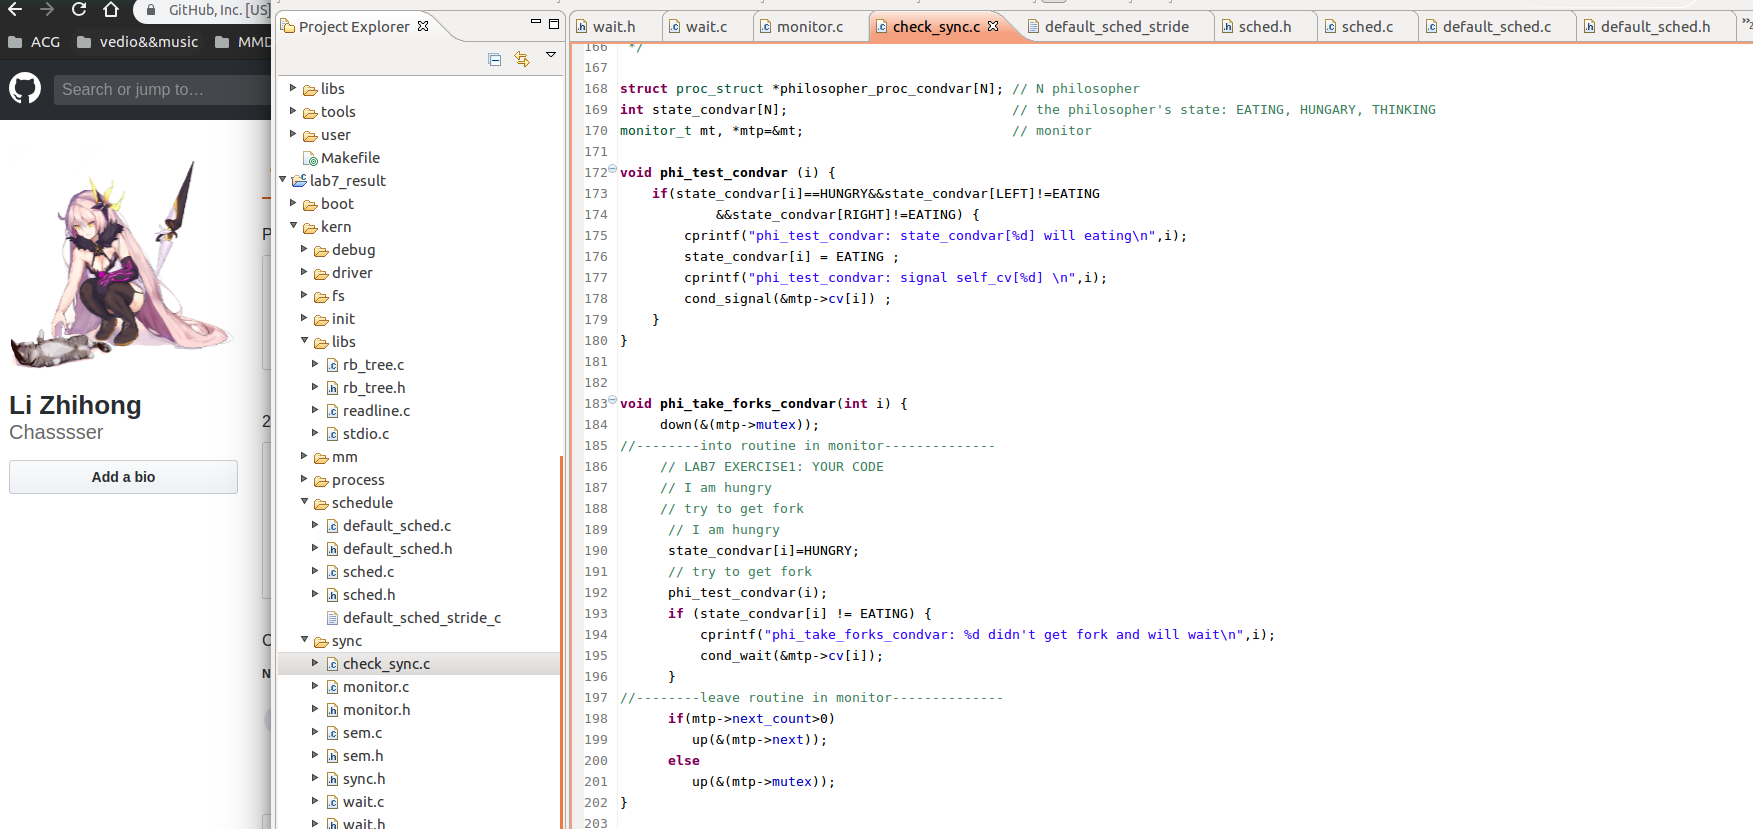 GitHub, Inc. [US]
ACG
vedio&&music
MMD
Search or jump to…
Li Zhihong
Chasssser
Add a bio
P
2
C
N
Project Explorer
libs
tools
user
Makefile
lab7_result
boot
kern
debug
driver
fs
init
libs
rb_tree.c
rb_tree.h
readline.c
stdio.c
mm
process
schedule
default_sched.c
default_sched.h
sched.c
sched.h
default_sched_stride_c
sync
check_sync.c
monitor.c
monitor.h
sem.c
sem.h
sync.h
wait.c
wait.h
wait.h
wait.c
monitor.c
check_sync.c
default_sched_stride
sched.h
sched.c
default_sched.c
default_sched.h
166 */
167
168 struct proc_struct *philosopher_proc_condvar[N]; // N philosopher
169 int state_condvar[N]; // the philosopher's state: EATING, HUNGARY, THINKING
170 monitor_t mt, *mtp=&mt; // monitor
171
172 void phi_test_condvar (i) {
173 if(state_condvar[i]==HUNGRY&&state_condvar[LEFT]!=EATING
174 &&state_condvar[RIGHT]!=EATING) {
175 cprintf("phi_test_condvar: state_condvar[%d] will eating\n",i);
176 state_condvar[i] = EATING ;
177 cprintf("phi_test_condvar: signal self_cv[%d] \n",i);
178 cond_signal(&mtp->cv[i]) ;
179 }
180 }
181
182
183 void phi_take_forks_condvar(int i) {
184 down(&(mtp->mutex));
185 //--------into routine in monitor--------------
186 // LAB7 EXERCISE1: YOUR CODE
187 // I am hungry
188 // try to get fork
189 // I am hungry
190 state_condvar[i]=HUNGRY;
191 // try to get fork
192 phi_test_condvar(i);
193 if (state_condvar[i] != EATING) {
194 cprintf("phi_take_forks_condvar: %d didn't get fork and will wait\n",i);
195 cond_wait(&mtp->cv[i]);
196 }
197 //--------leave routine in monitor--------------
198 if(mtp->next_count>0)
199 up(&(mtp->next));
200 else
201 up(&(mtp->mutex));
202 }
203